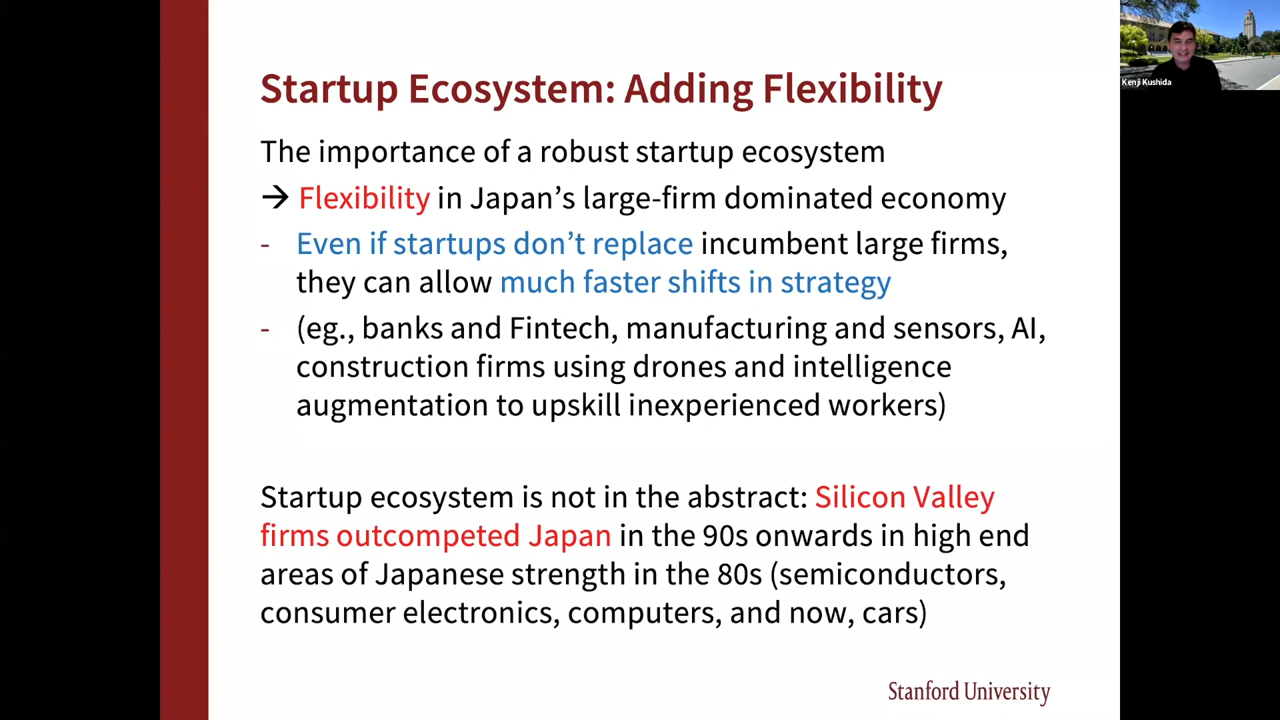 Startup Ecosystem: Adding Flexibility
The importance of a robust startup ecosystem
→ Flexibility in Japan’s large-firm dominated economy
- Even if startups don’t replace incumbent large firms,
they can allow much faster shifts in strategy
- (eg., banks and Fintech, manufacturing and sensors, AI,
construction firms using drones and intelligence
augmentation to upskill inexperienced workers)
Startup ecosystem is not in the abstract: Silicon Valley
firms outcompeted Japan in the 90s onwards in high end
areas of Japanese strength in the 80s (semiconductors,
consumer electronics, computers, and now, cars)
Stanford University
Kenji Kushida